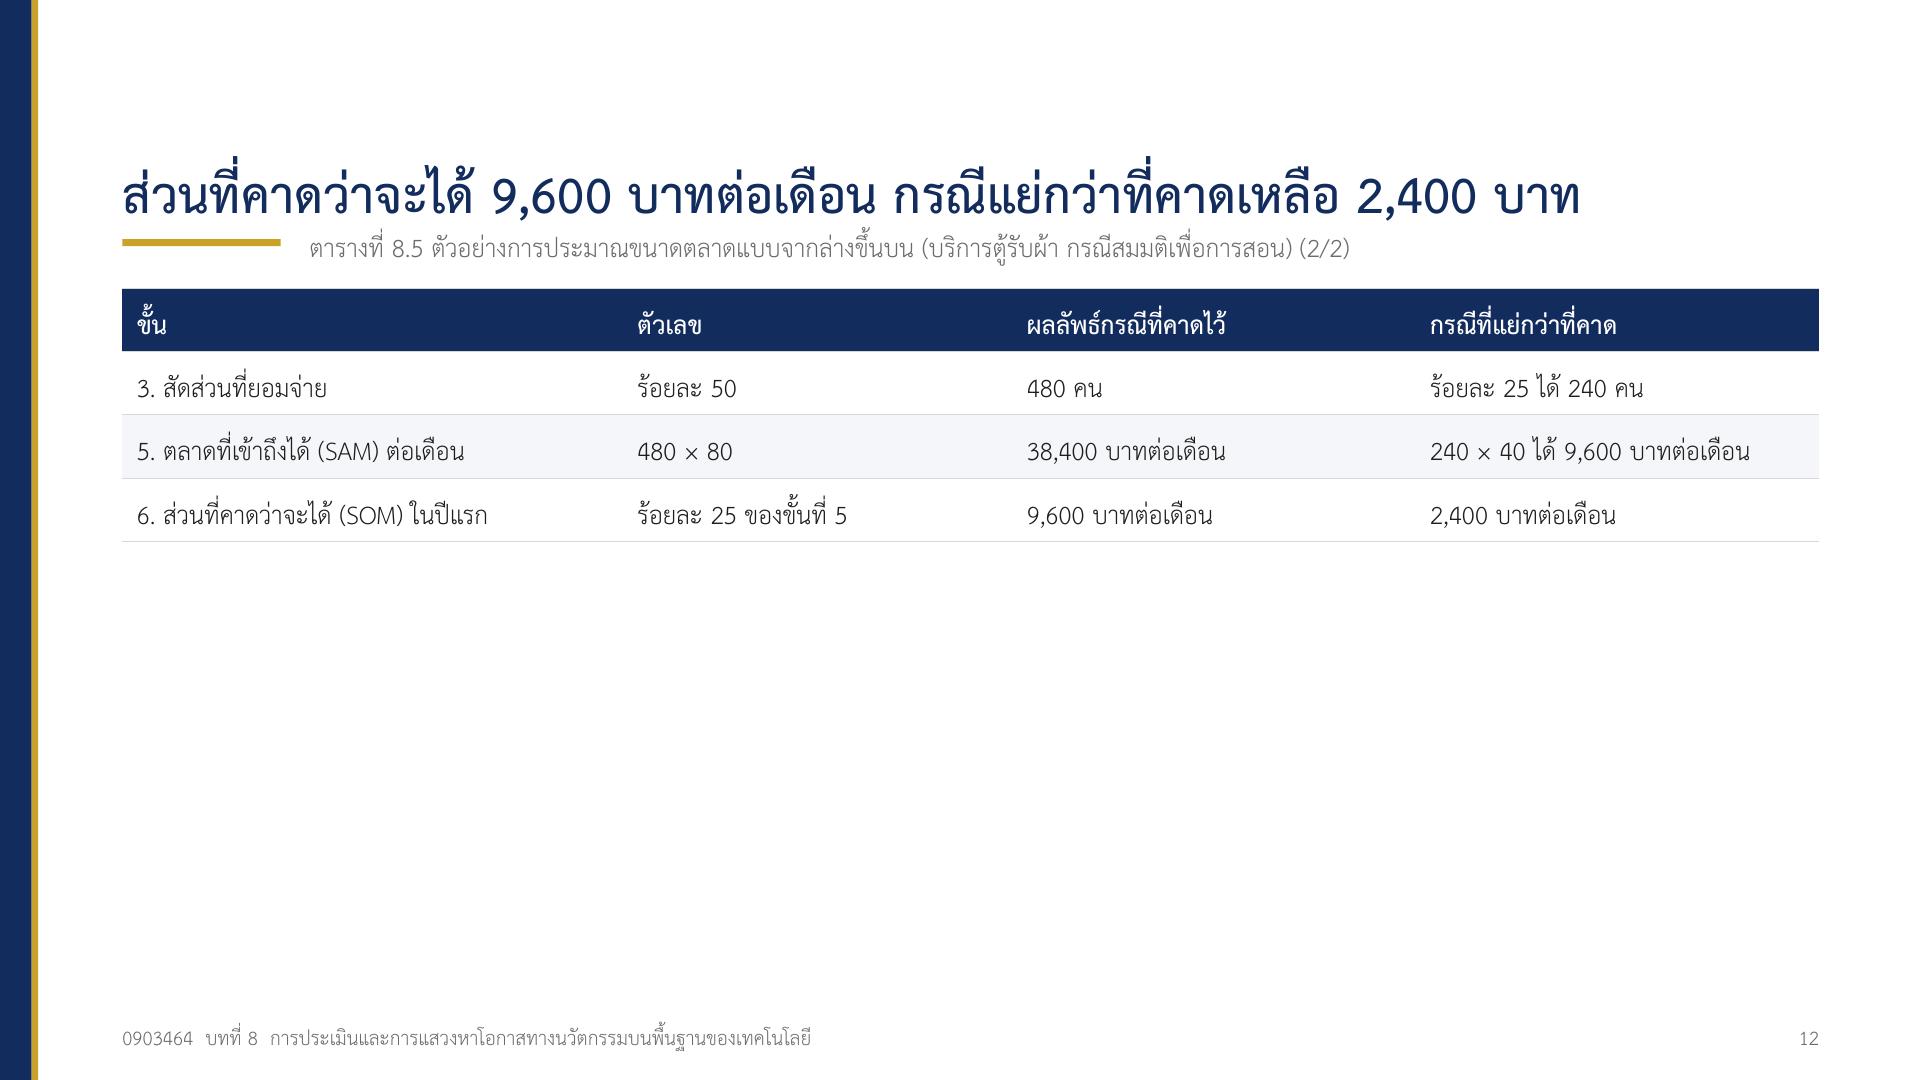 ส่วนที่คาดว่าจะได้ 9,600 บาทต่อเดือน กรณีแย่กว่าที่คาดเหลือ 2,400 บาท
ตารางที่ 8.5 ตัวอย่างการประมาณขนาดตลาดแบบจากล่างขึ้นบน (บริการตู้รับผ้า กรณีสมมติเพื่อการสอน) (2/2)
ขั้น ตัวเลข ผลลัพธ์กรณีที่คาดไว้ กรณีที่แย่กว่าที่คาด
3. สัดส่วนที่ยอมจ่าย ร้อยละ 50 480 คน ร้อยละ 25 ได้ 240 คน
5. ตลาดที่เข้าถึงได้ (SAM) ต่อเดือน 480 × 80 38,400 บาทต่อเดือน 240 × 40 ได้ 9,600 บาทต่อเดือน
6. ส่วนที่คาดว่าจะได้ (SOM) ในปีแรก ร้อยละ 25 ของขั้นที่ 5 9,600 บาทต่อเดือน 2,400 บาทต่อเดือน
0903464 บทที่ 8 การประเมินและการแสวงหาโอกาสทางนวัตกรรมบนพื้นฐานของเทคโนโลยี 12